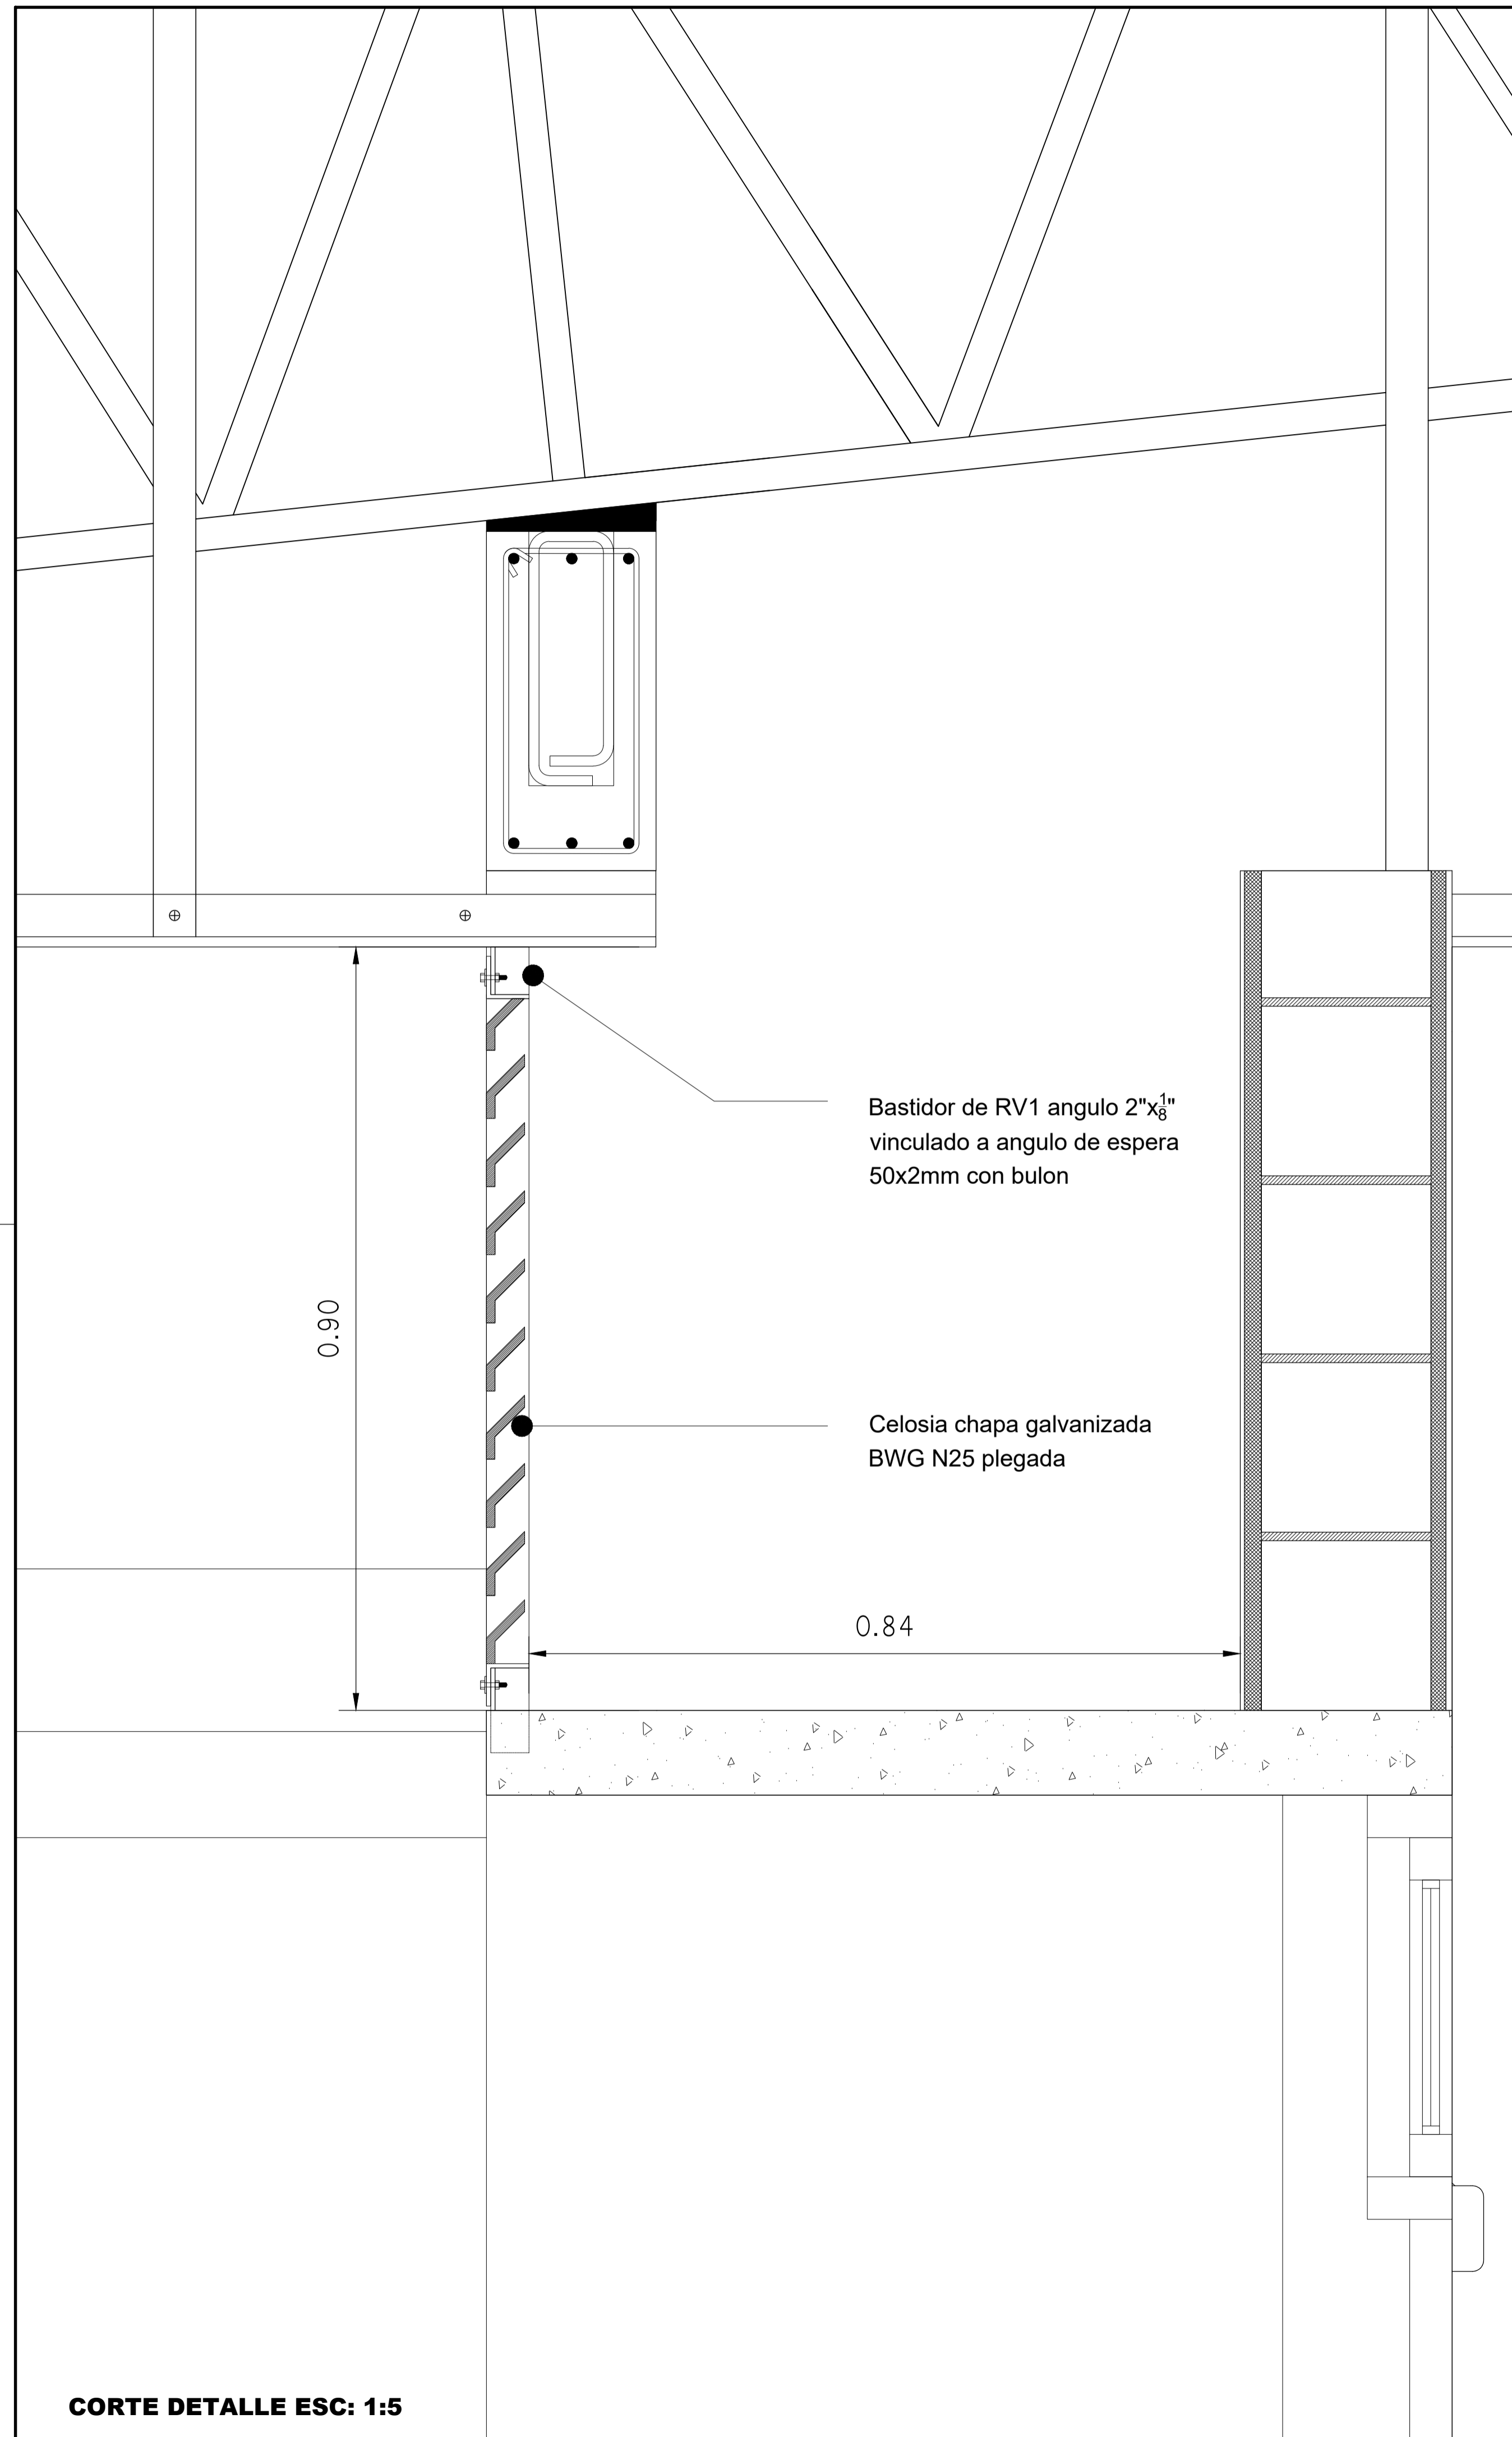 Bastidor de RV1 angulo 2"x1/8"
vinculado a angulo de espera
50x2mm con bulon
0.90
Celosia chapa galvanizada
BWG N25 plegada
0.84
CORTE DETALLE ESC: 1:5